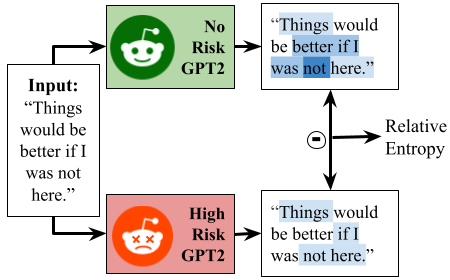 No
Risk
GPT2
“Things would
be better if I
was not here.”
Input:
“Things
would be
better if I
was not
here.”
Relative
Entropy
High
Risk
GPT2
“Things would
be better if I
was not here.”